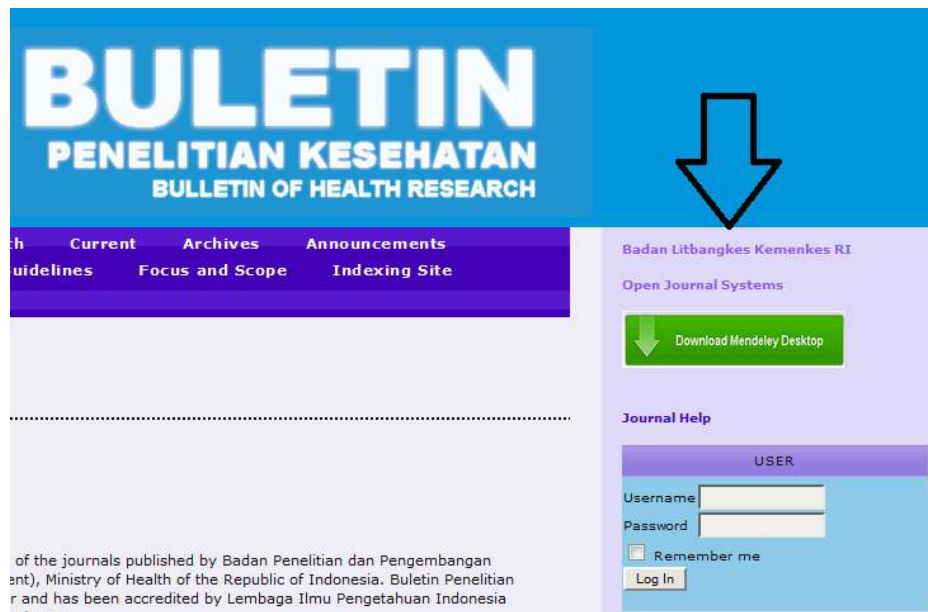 BULETIN
PENELITIAN KESEHATAN
BULLETIN OF HEALTH RESEARCH
Current Archives Announcements
Focus and Scope Indexing Site
Badan Litbangkes Kemenkes RI
Open Journal Systems
Download Mendeley Desktop
Journal Help
USER
Username
Password
Remember me
Log In
of the journals published by Badan Penelitian dan Pengembangan
, Ministry of Health of the Republic of Indonesia. Buletin Penelitian
and has been accredited by Lembaga Ilmu Pengetahuan Indonesia